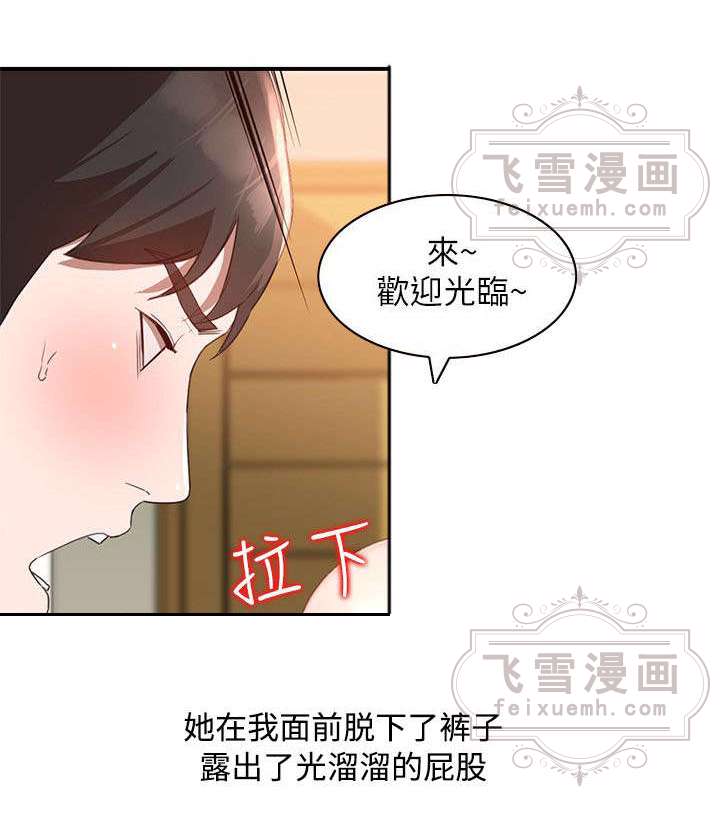 飞雪漫画
feixuemh.com
來~
歡迎光臨~
拉下
飞雪漫画
feixuemh.com
她在我面前脱下了裤子
露出了光溜溜的屁股